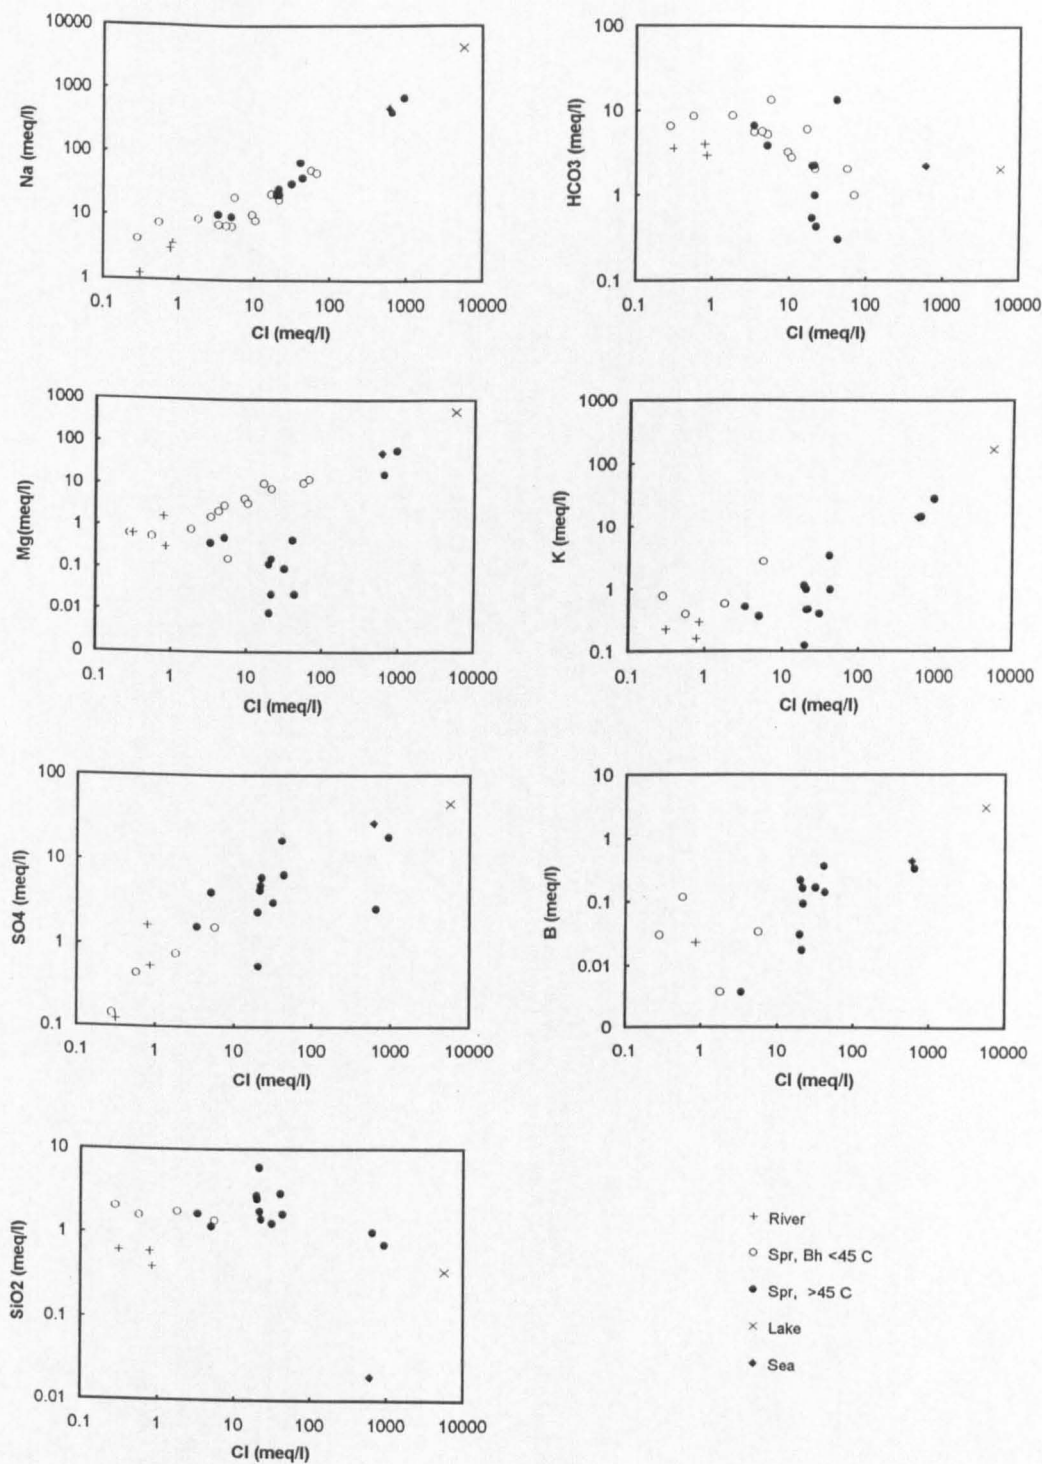 10000
1000
100
10
1
Na (meq/l)
0.1 1 10 100 1000 10000
Cl (meq/l)
100
10
1
0.1
HCO3 (meq/l)
0.1 1 10 100 1000 10000
Cl (meq/l)
1000
100
10
1
0.1
0.01
0
Mg(meq/l)
0.1 1 10 100 1000 10000
Cl (meq/l)
1000
100
10
1
0.1
K (meq/l)
0.1 1 10 100 1000 10000
Cl (meq/l)
100
10
1
0.1
SO4 (meq/l)
0.1 1 10 100 1000 10000
Cl (meq/l)
10
1
0.1
0.01
0
B (meq/l)
0.1 1 10 100 1000 10000
Cl (meq/l)
10
1
0.1
0.01
SiO2 (meq/l)
0.1 1 10 100 1000 10000
Cl (meq/l)
River
Spr, Bh <45 C
Spr, >45 C
Lake
Sea